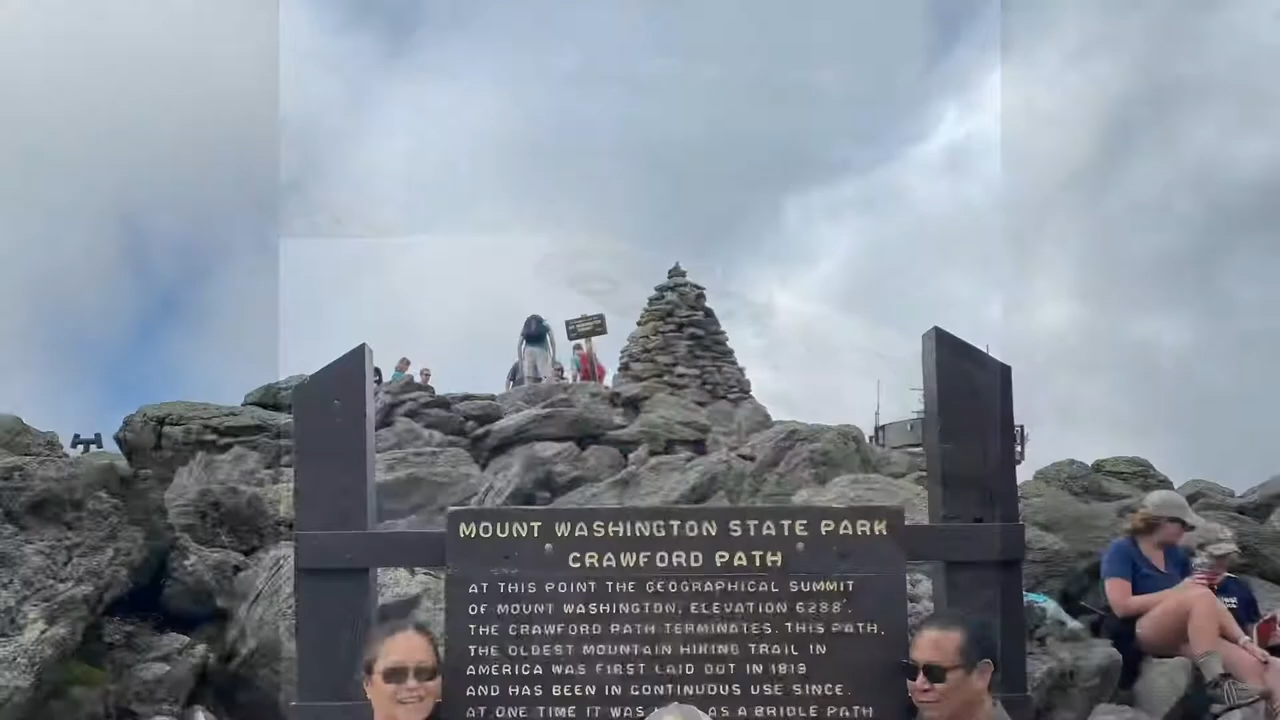 MOUNT WASHINGTON STATE PARK
CRAWFORD PATH
AT THIS POINT THE GEOGRAPHICAL SUMMIT
OF MOUNT WASHINGTON, ELEVATION 6288',
THE CRAWFORD PATH TERMINATES. THIS PATH,
THE OLDEST MOUNTAIN HIKING TRAIL IN
AMERICA WAS FIRST LAID OUT IN 1819
AND HAS BEEN IN CONTINUOUS USE SINCE.
AT ONE TIME IT WAS AS A BRIDLE PATH